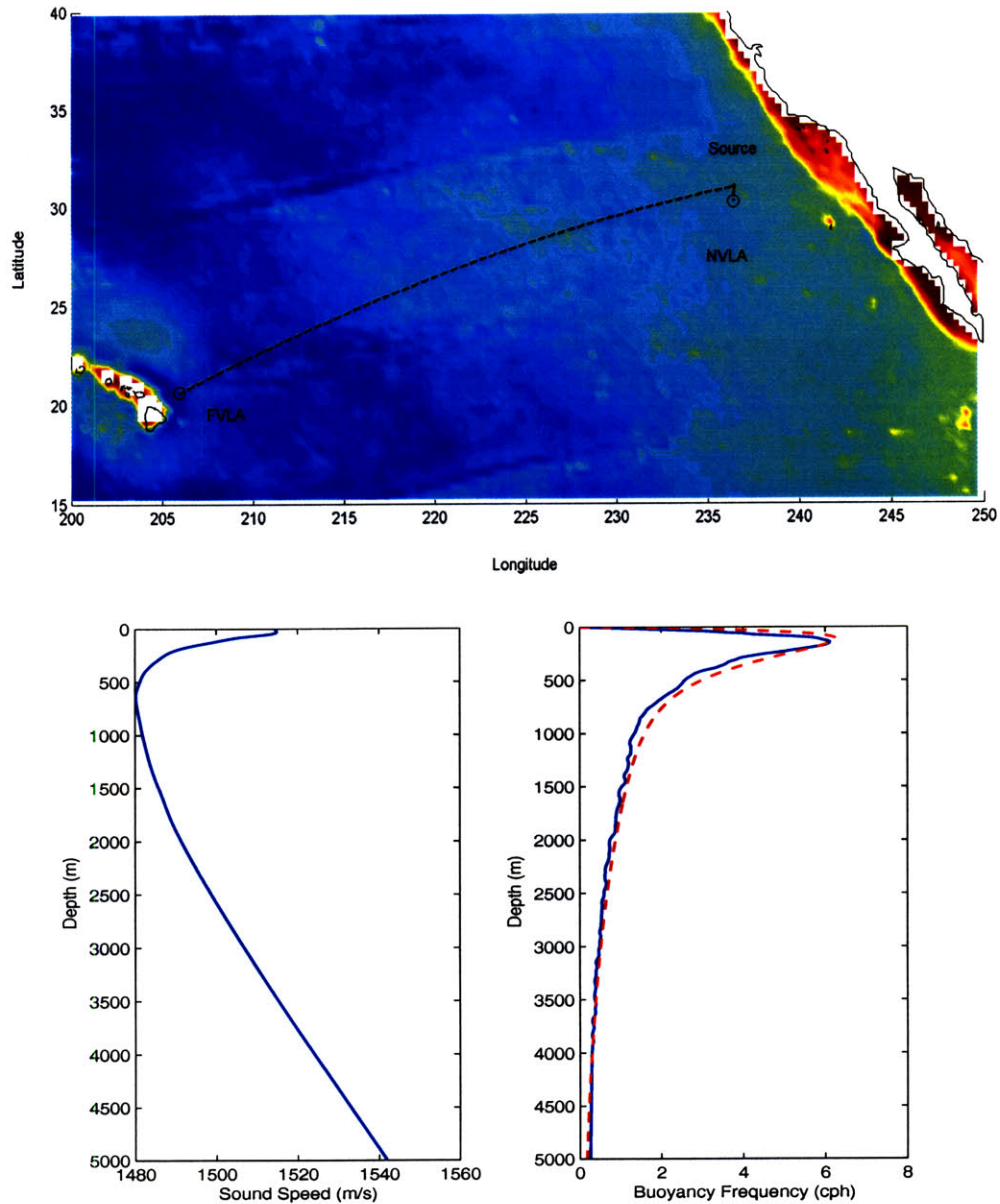 40
35
Source
30
Latitude
NVLA
25
20
FVLA
15
200 205 210 215 220 225 230 235 240 245 250
Longitude
0
500
1000
1500
2000
2500
3000
3500
4000
4500
5000
Depth (m)
1480 1500 1520 1540 1560
Sound Speed (m/s)
0
500
1000
1500
2000
2500
3000
3500
4000
4500
5000
Depth (m)
0 2 4 6 8
Buoyancy Frequency (cph)